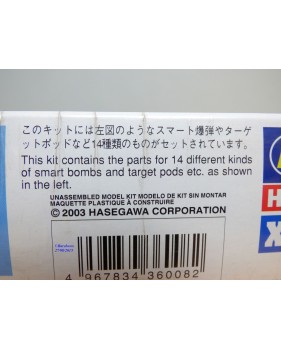 このキットには左図のようなスマート爆弾やターゲ
ットポッドなど14種類のものがセットされています。
This kit contains the parts for 14 different kinds
of smart bombs and target pods etc. as shown
in the left.
UNASSEMBLED MODEL KIT MODELO DE KIT SIN MONTAR
MAQUETTE PLASTIQUE À CONSTRUIRE
© 2003 HASEGAWA CORPORATION
4 967834 360082
H
X